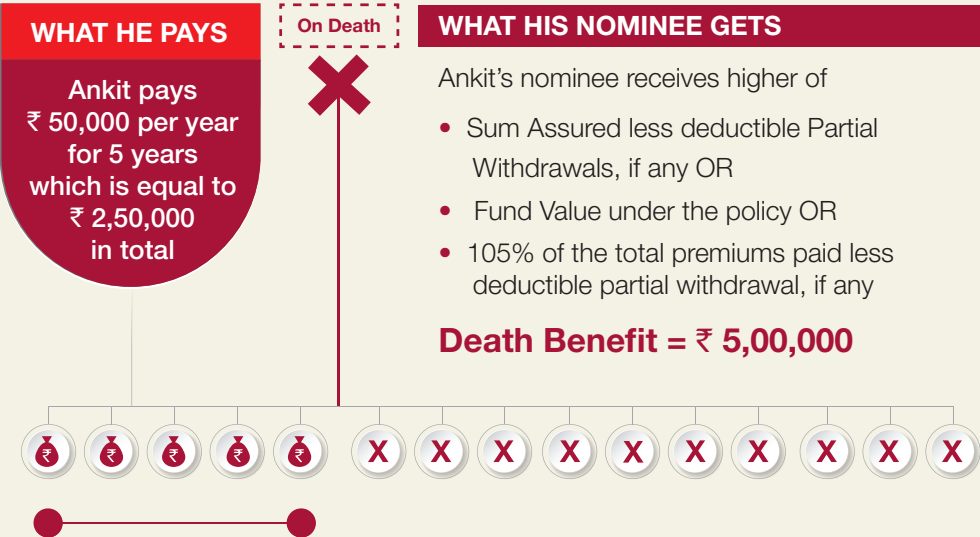 WHAT HE PAYS
Ankit pays
₹ 50,000 per year
for 5 years
which is equal to
₹ 2,50,000
in total
On Death
WHAT HIS NOMINEE GETS
Ankit's nominee receives higher of
• Sum Assured less deductible Partial
Withdrawals, if any OR
• Fund Value under the policy OR
• 105% of the total premiums paid less
deductible partial withdrawal, if any
Death Benefit = ₹ 5,00,000
₹ ₹ ₹ ₹ ₹ X X X X X X X X X X